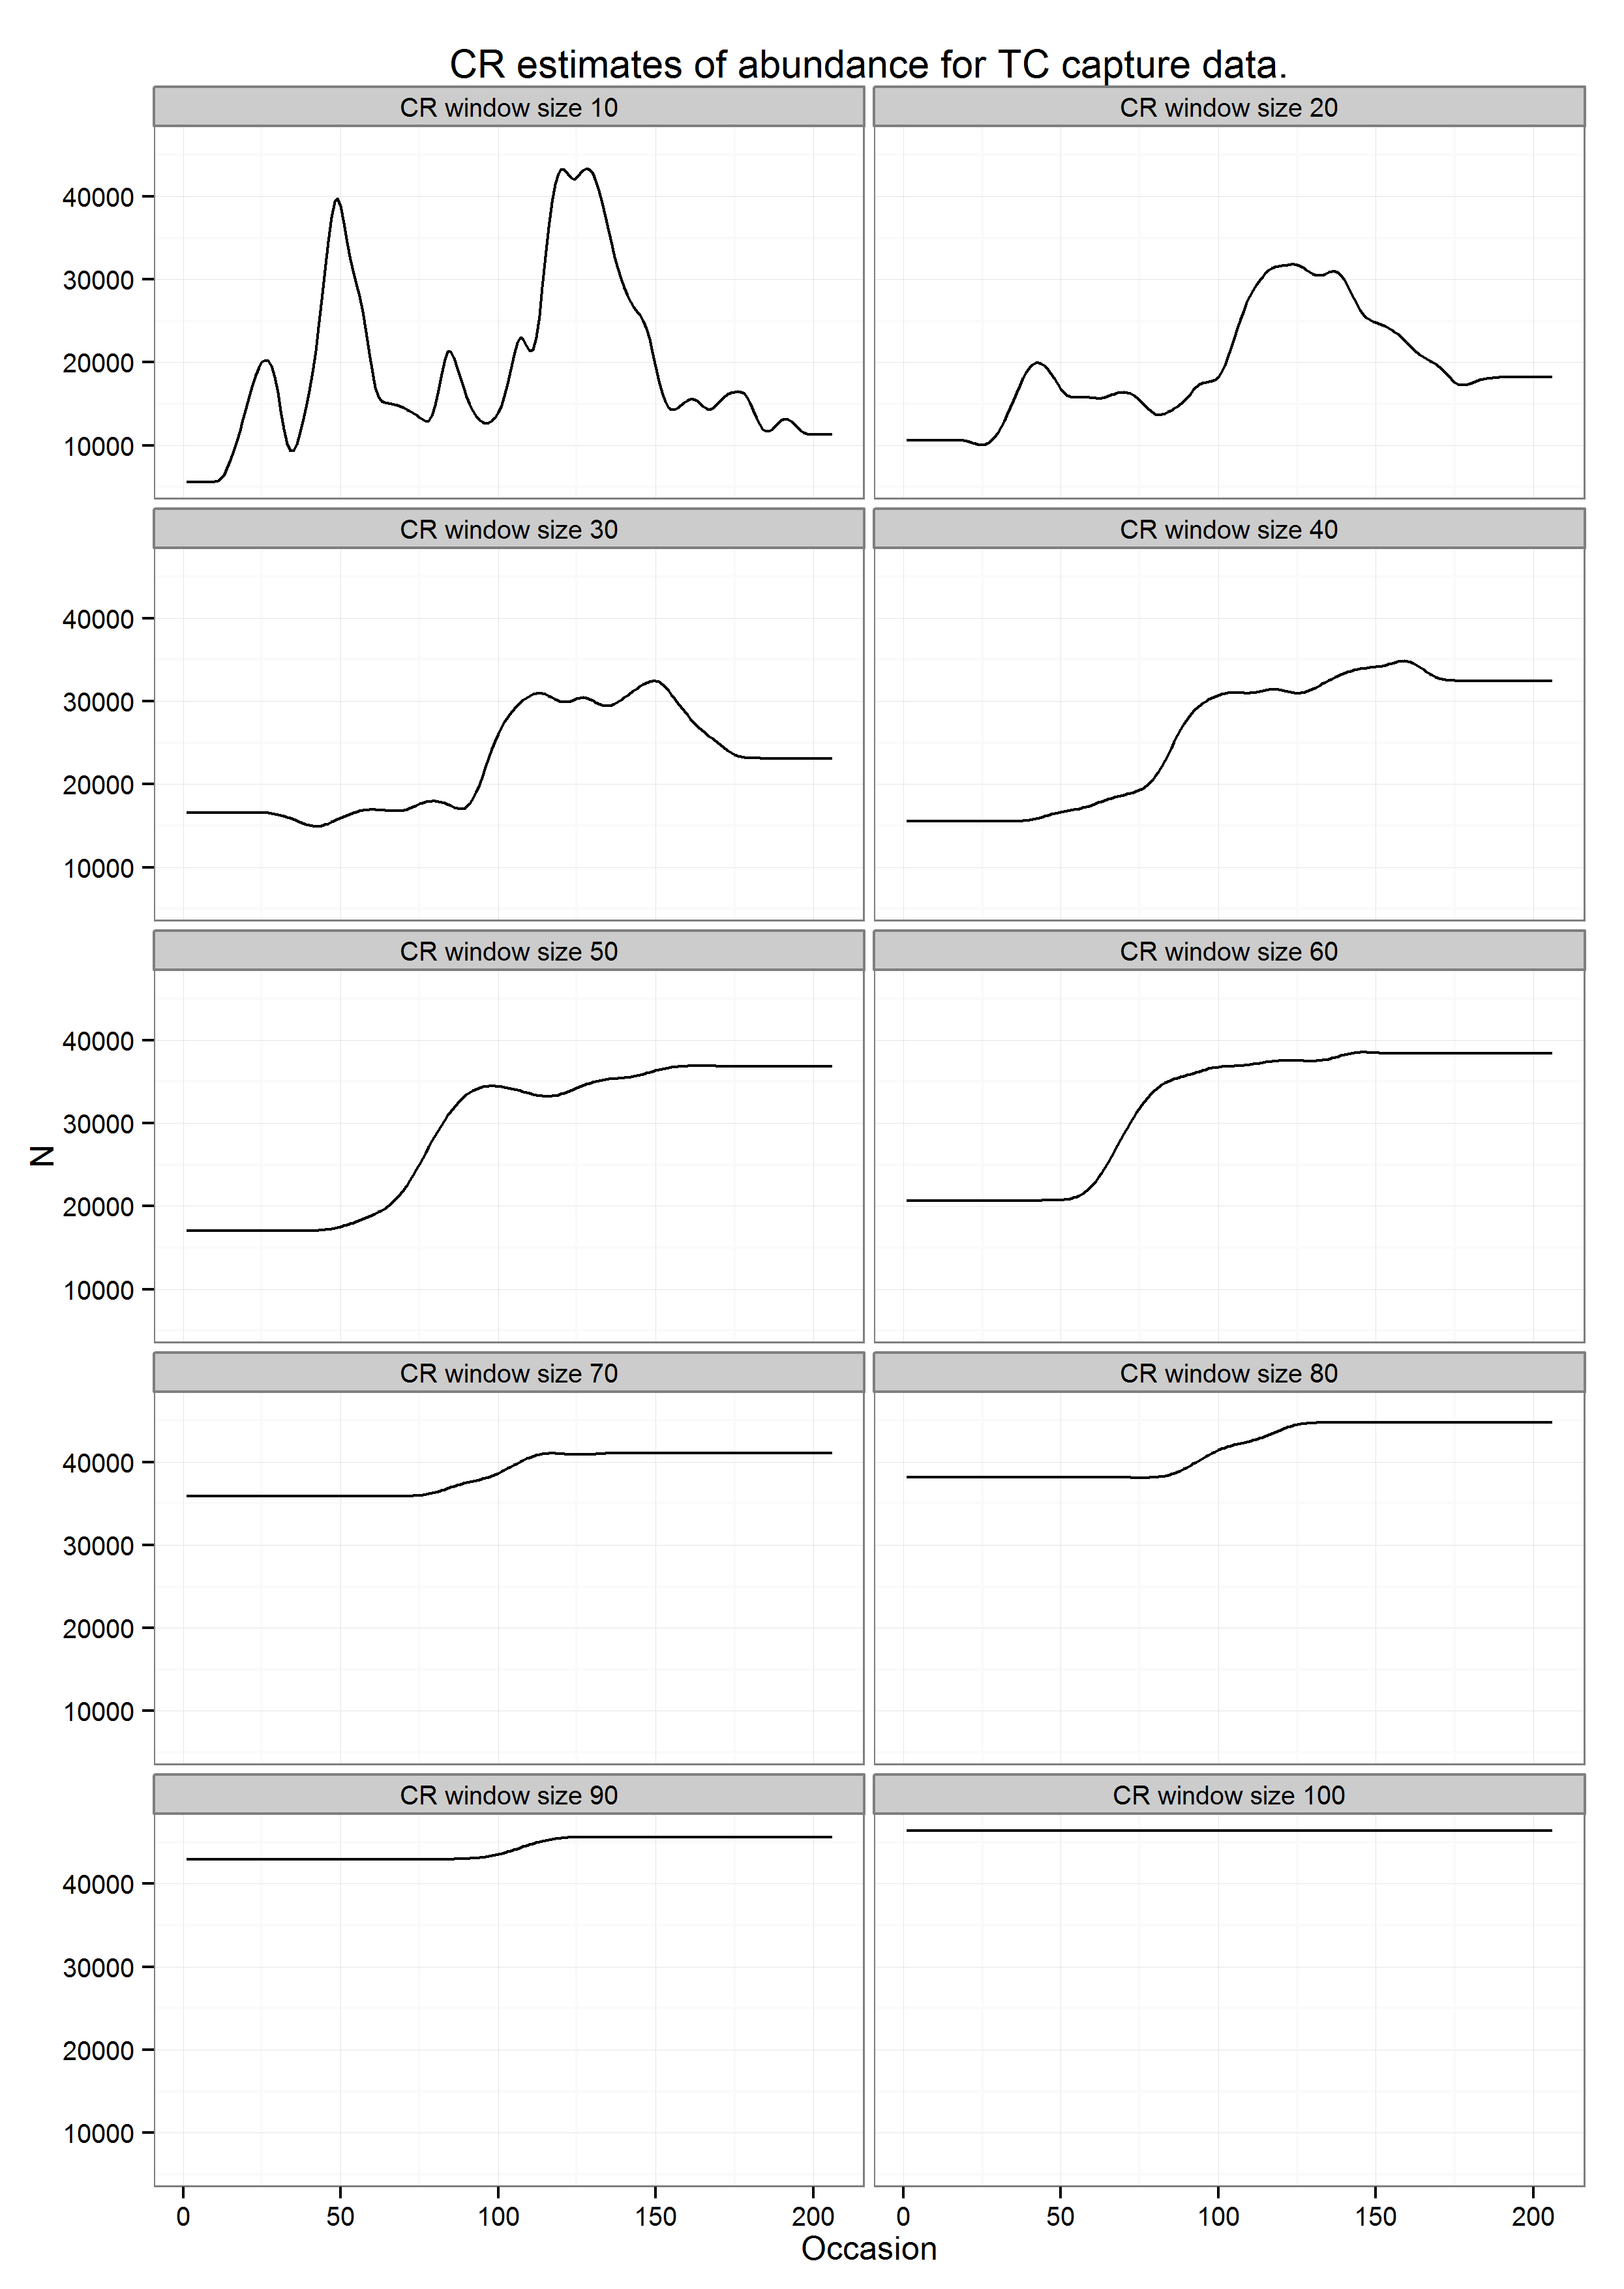 CR estimates of abundance for TC capture data.
CR window size 10
CR window size 20
40000
30000
20000
10000
CR window size 30
CR window size 40
40000
30000
20000
10000
CR window size 50
CR window size 60
40000
30000
20000
10000
N
CR window size 70
CR window size 80
40000
30000
20000
10000
CR window size 90
CR window size 100
40000
30000
20000
10000
0 50 100 150 200 0 50 100 150 200
Occasion